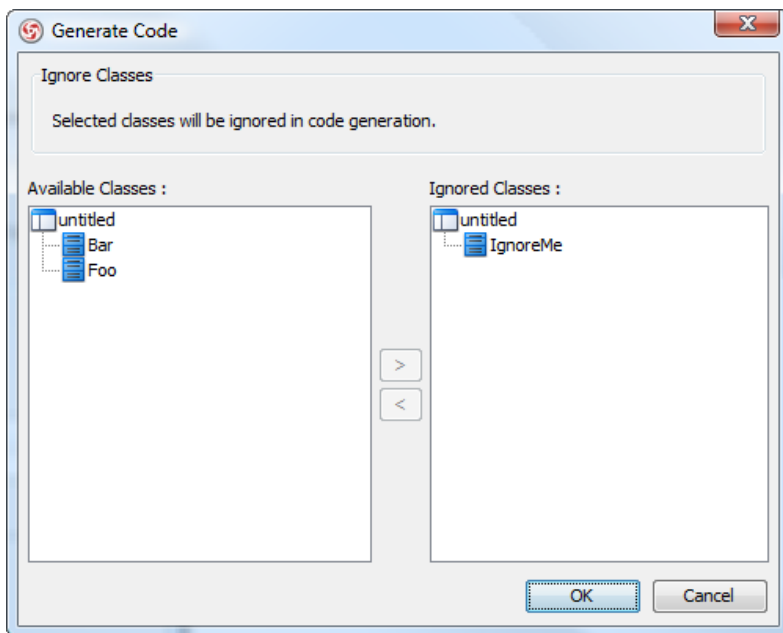 Generate Code
Ignore Classes
Selected classes will be ignored in code generation.
Available Classes :
untitled
Bar
Foo
>
<
Ignored Classes :
untitled
IgnoreMe
OK
Cancel